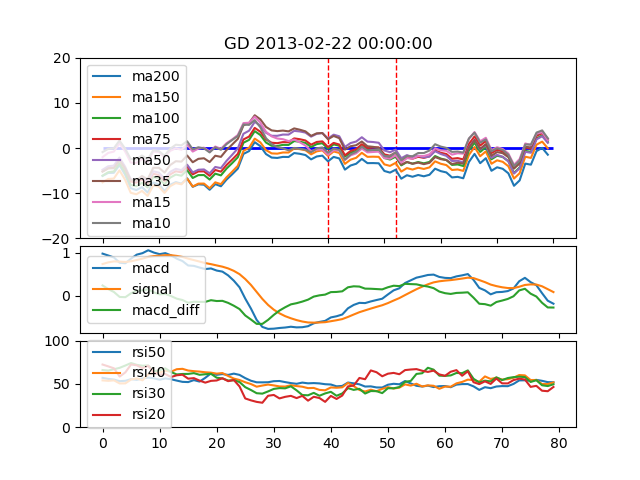 GD 2013-02-22 00:00:00
20
10
0
−10
−20
ma200
ma150
ma100
ma75
ma50
ma35
ma15
ma10
1
0
macd
signal
macd_diff
100
50
0
rsi50
rsi40
rsi30
rsi20
0 10 20 30 40 50 60 70 80